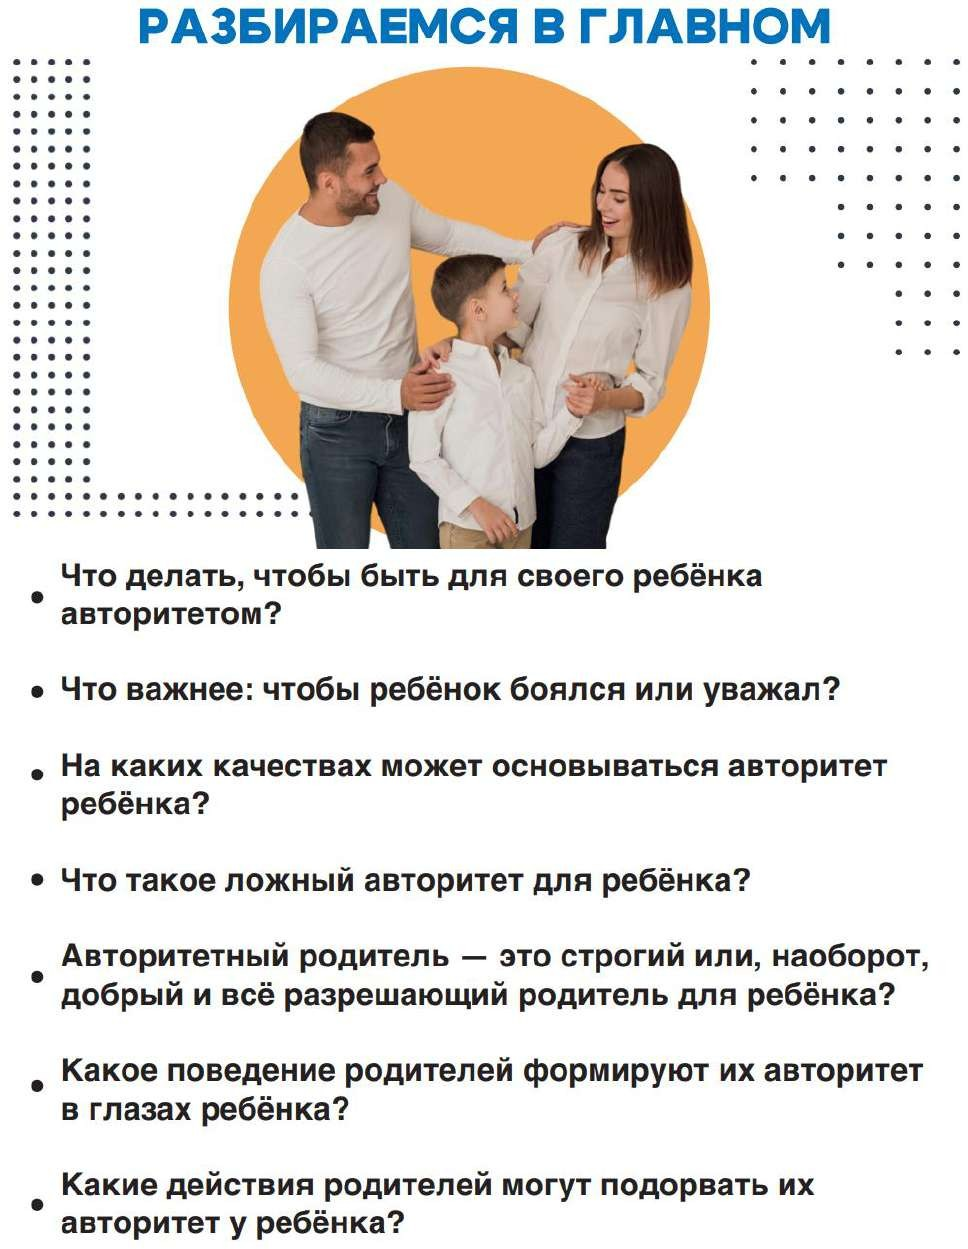 РАЗБИРАЕМСЯ В ГЛАВНОМ
• Что делать, чтобы быть для своего ребёнка
авторитетом?
• Что важнее: чтобы ребёнок боялся или уважал?
• На каких качествах может основываться авторитет
ребёнка?
• Что такое ложный авторитет для ребёнка?
• Авторитетный родитель — это строгий или, наоборот,
добрый и всё разрешающий родитель для ребёнка?
• Какое поведение родителей формируют их авторитет
в глазах ребёнка?
• Какие действия родителей могут подорвать их
авторитет у ребёнка?